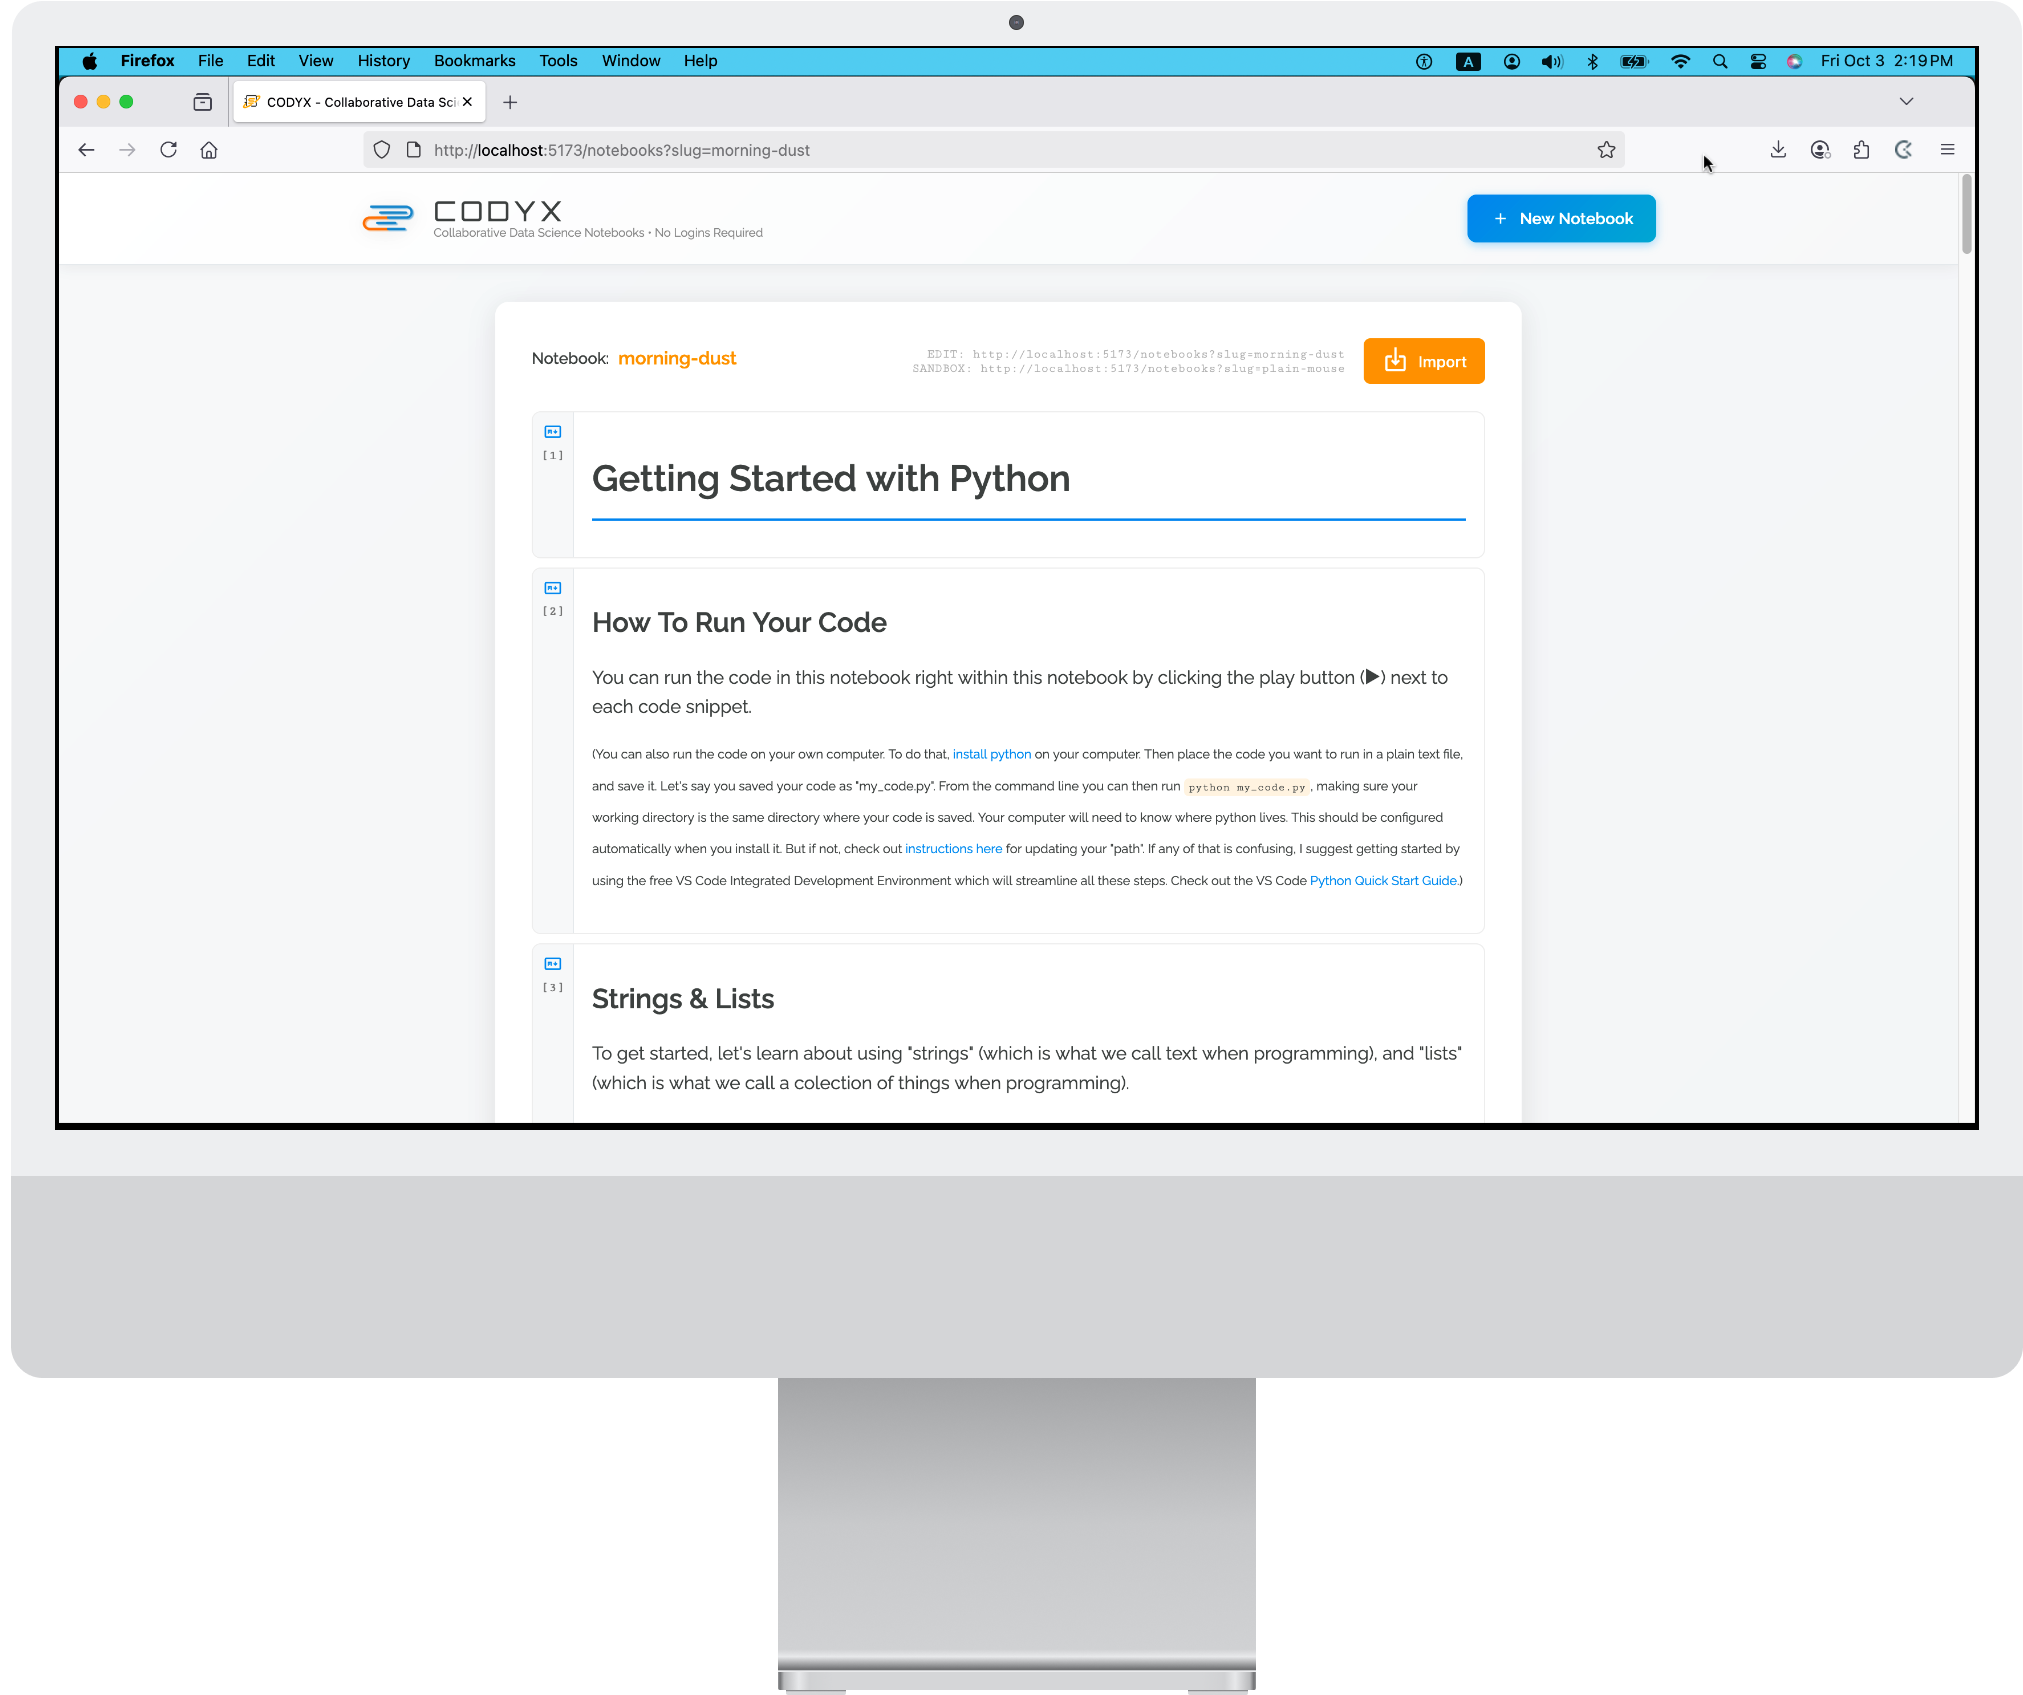 Firefox File Edit View History Bookmarks Tools Window Help A Fri Oct 3 2:19 PM
CODYX - Collaborative Data Sci
http://localhost:5173/notebooks?slug=morning-dust
CODYX
Collaborative Data Science Notebooks • No Logins Required
+ New Notebook
Notebook: morning-dust
EDIT: http://localhost:5173/notebooks?slug=morning-dust
SANDBOX: http://localhost:5173/notebooks?slug=plain-mouse
Import
[1]
Getting Started with Python
[2]
How To Run Your Code
You can run the code in this notebook right within this notebook by clicking the play button (▶) next to
each code snippet.
(You can also run the code on your own computer. To do that, install python on your computer. Then place the code you want to run in a plain text file,
and save it. Let's say you saved your code as "my_code.py". From the command line you can then run python my_code.py, making sure your
working directory is the same directory where your code is saved. Your computer will need to know where python lives. This should be configured
automatically when you install it. But if not, check out instructions here for updating your "path". If any of that is confusing, I suggest getting started by
using the free VS Code Integrated Development Environment which will streamline all these steps. Check out the VS Code Python Quick Start Guide.)
[3]
Strings & Lists
To get started, let's learn about using "strings" (which is what we call text when programming), and "lists"
(which is what we call a colection of things when programming).